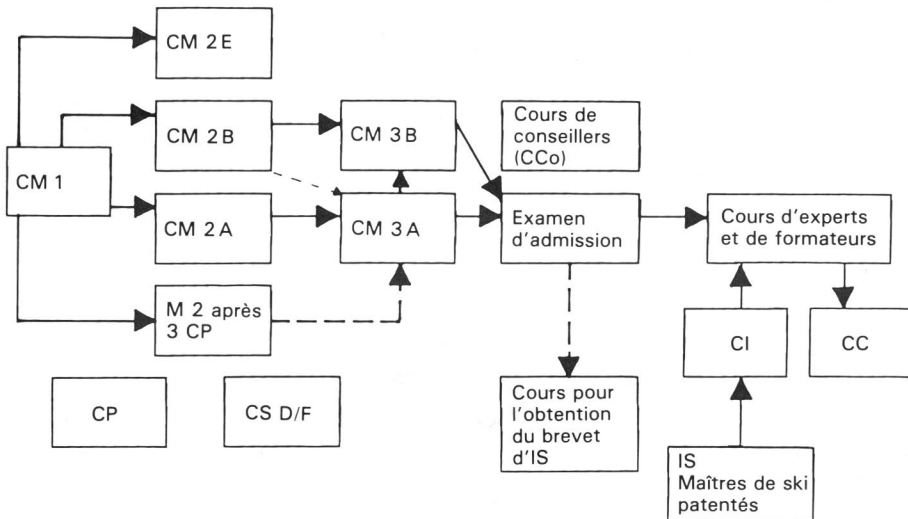 CM 2E
CM 2B
CM 3B
Cours de
conseillers
(CCo)
CM 1
CM 2A
CM 3A
Examen
d'admission
Cours d'experts
et de formateurs
M 2 après
3 CP
CI
CC
CP
CS D/F
Cours pour
l'obtention
du brevet
d'IS
IS
Maîtres de ski
patentés